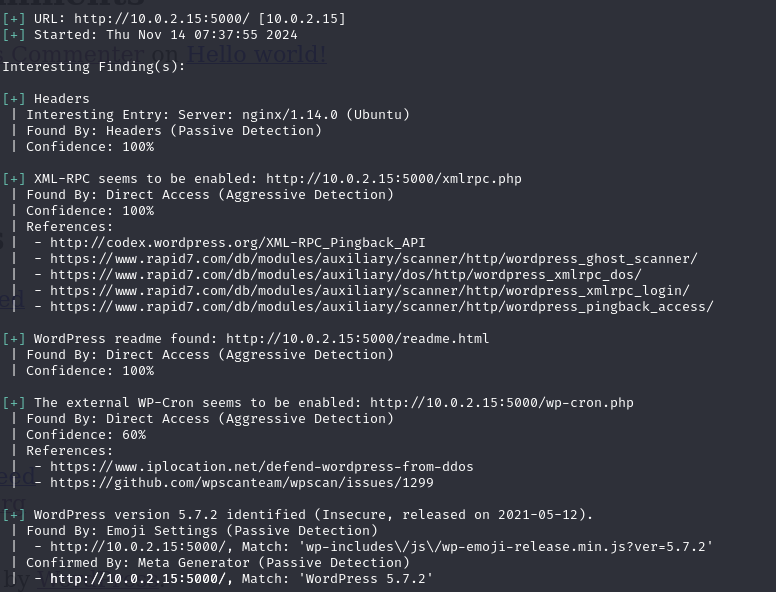 [+] URL: http://10.0.2.15:5000/ [10.0.2.15]
[+] Started: Thu Nov 14 07:37:55 2024
Commenter on Hello world!
Interesting Finding(s):
[+] Headers
| Interesting Entry: Server: nginx/1.14.0 (Ubuntu)
| Found By: Headers (Passive Detection)
| Confidence: 100%
[+] XML-RPC seems to be enabled: http://10.0.2.15:5000/xmlrpc.php
| Found By: Direct Access (Aggressive Detection)
| Confidence: 100%
| References:
|  - http://codex.wordpress.org/XML-RPC_Pingback_API
|  - https://www.rapid7.com/db/modules/auxiliary/scanner/http/wordpress_ghost_scanner/
|  - https://www.rapid7.com/db/modules/auxiliary/dos/http/wordpress_xmlrpc_dos/
|  - https://www.rapid7.com/db/modules/auxiliary/scanner/http/wordpress_xmlrpc_login/
|  - https://www.rapid7.com/db/modules/auxiliary/scanner/http/wordpress_pingback_access/
[+] WordPress readme found: http://10.0.2.15:5000/readme.html
| Found By: Direct Access (Aggressive Detection)
| Confidence: 100%
[+] The external WP-Cron seems to be enabled: http://10.0.2.15:5000/wp-cron.php
| Found By: Direct Access (Aggressive Detection)
| Confidence: 60%
| References:
|  - https://www.iplocation.net/defend-wordpress-from-ddos
|  - https://github.com/wpscanteam/wpscan/issues/1299
[+] WordPress version 5.7.2 identified (Insecure, released on 2021-05-12).
| Found By: Emoji Settings (Passive Detection)
|  - http://10.0.2.15:5000/, Match: 'wp-includes\/js\/wp-emoji-release.min.js?ver=5.7.2'
| Confirmed By: Meta Generator (Passive Detection)
|  - http://10.0.2.15:5000/, Match: 'WordPress 5.7.2'